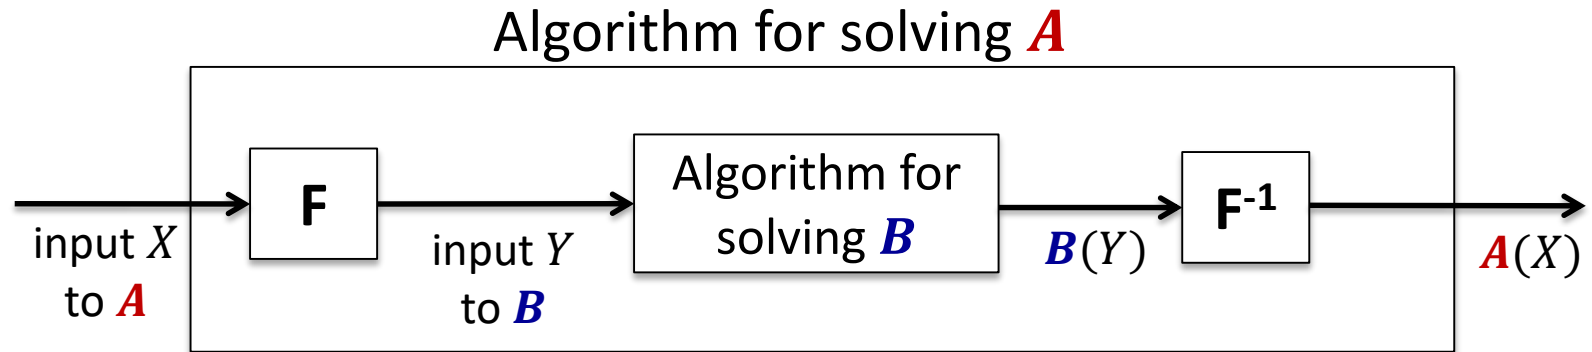 Algorithm for solving A
input X
to A
F
input Y
to B
Algorithm for
solving B
B(Y)
F-1
A(X)